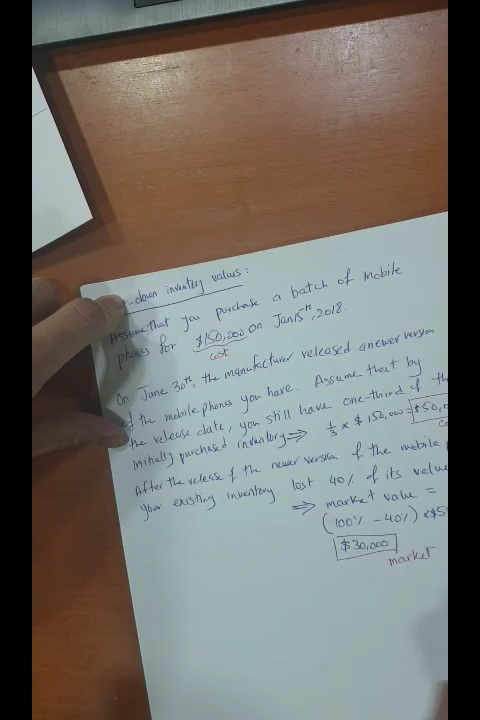 -down inventory values:
Assume that you purchase a batch of mobile
phones for $150,000 on Jan 15th, 2018.
cost
On June 30th, the manufacturer released a newer version
of the mobile phones you have. Assume that by
the release date, you still have one-third of the
initially purchased inventory ⇒ 1/3 × $150,000 = $50,0
Co
After the release of the newer version of the mobile
your existing inventory lost 40% of its value
⇒ market value =
(100% - 40%) × $5
$30,000
market